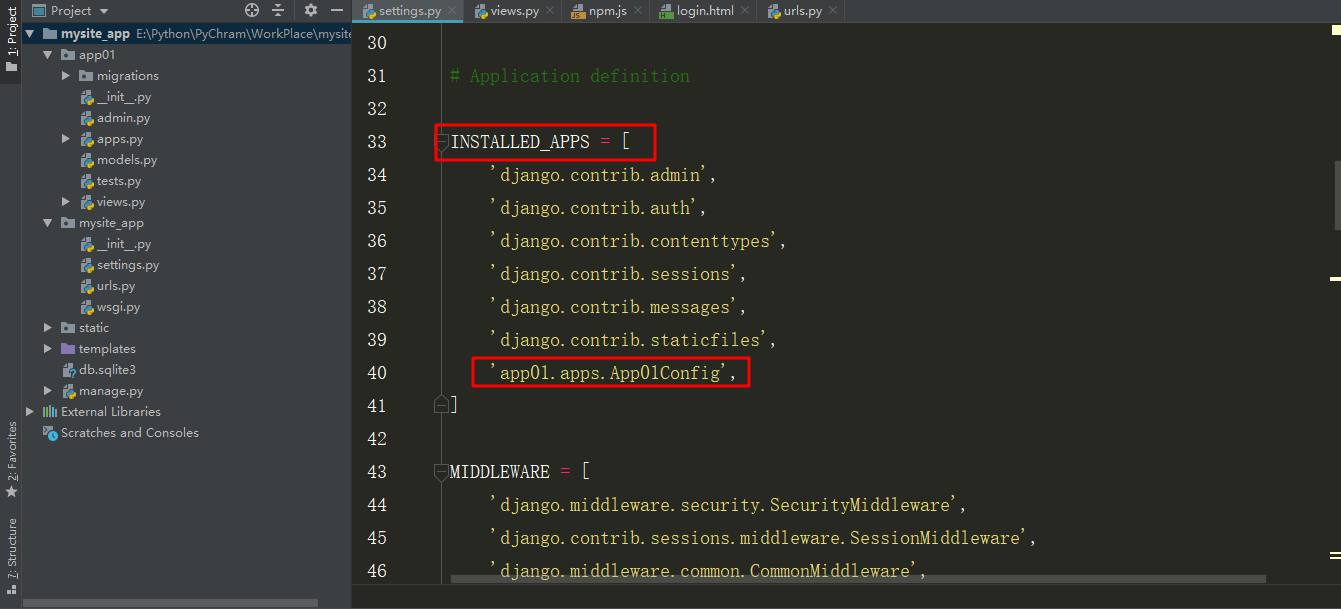 Project
settings.py
views.py
npm.js
login.html
urls.py
1: Project
mysite_app E:\Python\PyChram\WorkPlace\mysite
app01
migrations
__init__.py
admin.py
apps.py
models.py
tests.py
views.py
mysite_app
__init__.py
settings.py
urls.py
wsgi.py
static
templates
db.sqlite3
manage.py
External Libraries
Scratches and Consoles
2: Favorites
7: Structure
30
31 # Application definition
32
33 INSTALLED_APPS = [
34 'django.contrib.admin',
35 'django.contrib.auth',
36 'django.contrib.contenttypes',
37 'django.contrib.sessions',
38 'django.contrib.messages',
39 'django.contrib.staticfiles',
40 'app01.apps.App01Config',
41 ]
42
43 MIDDLEWARE = [
44 'django.middleware.security.SecurityMiddleware',
45 'django.contrib.sessions.middleware.SessionMiddleware',
46 'django.middleware.common.CommonMiddleware',